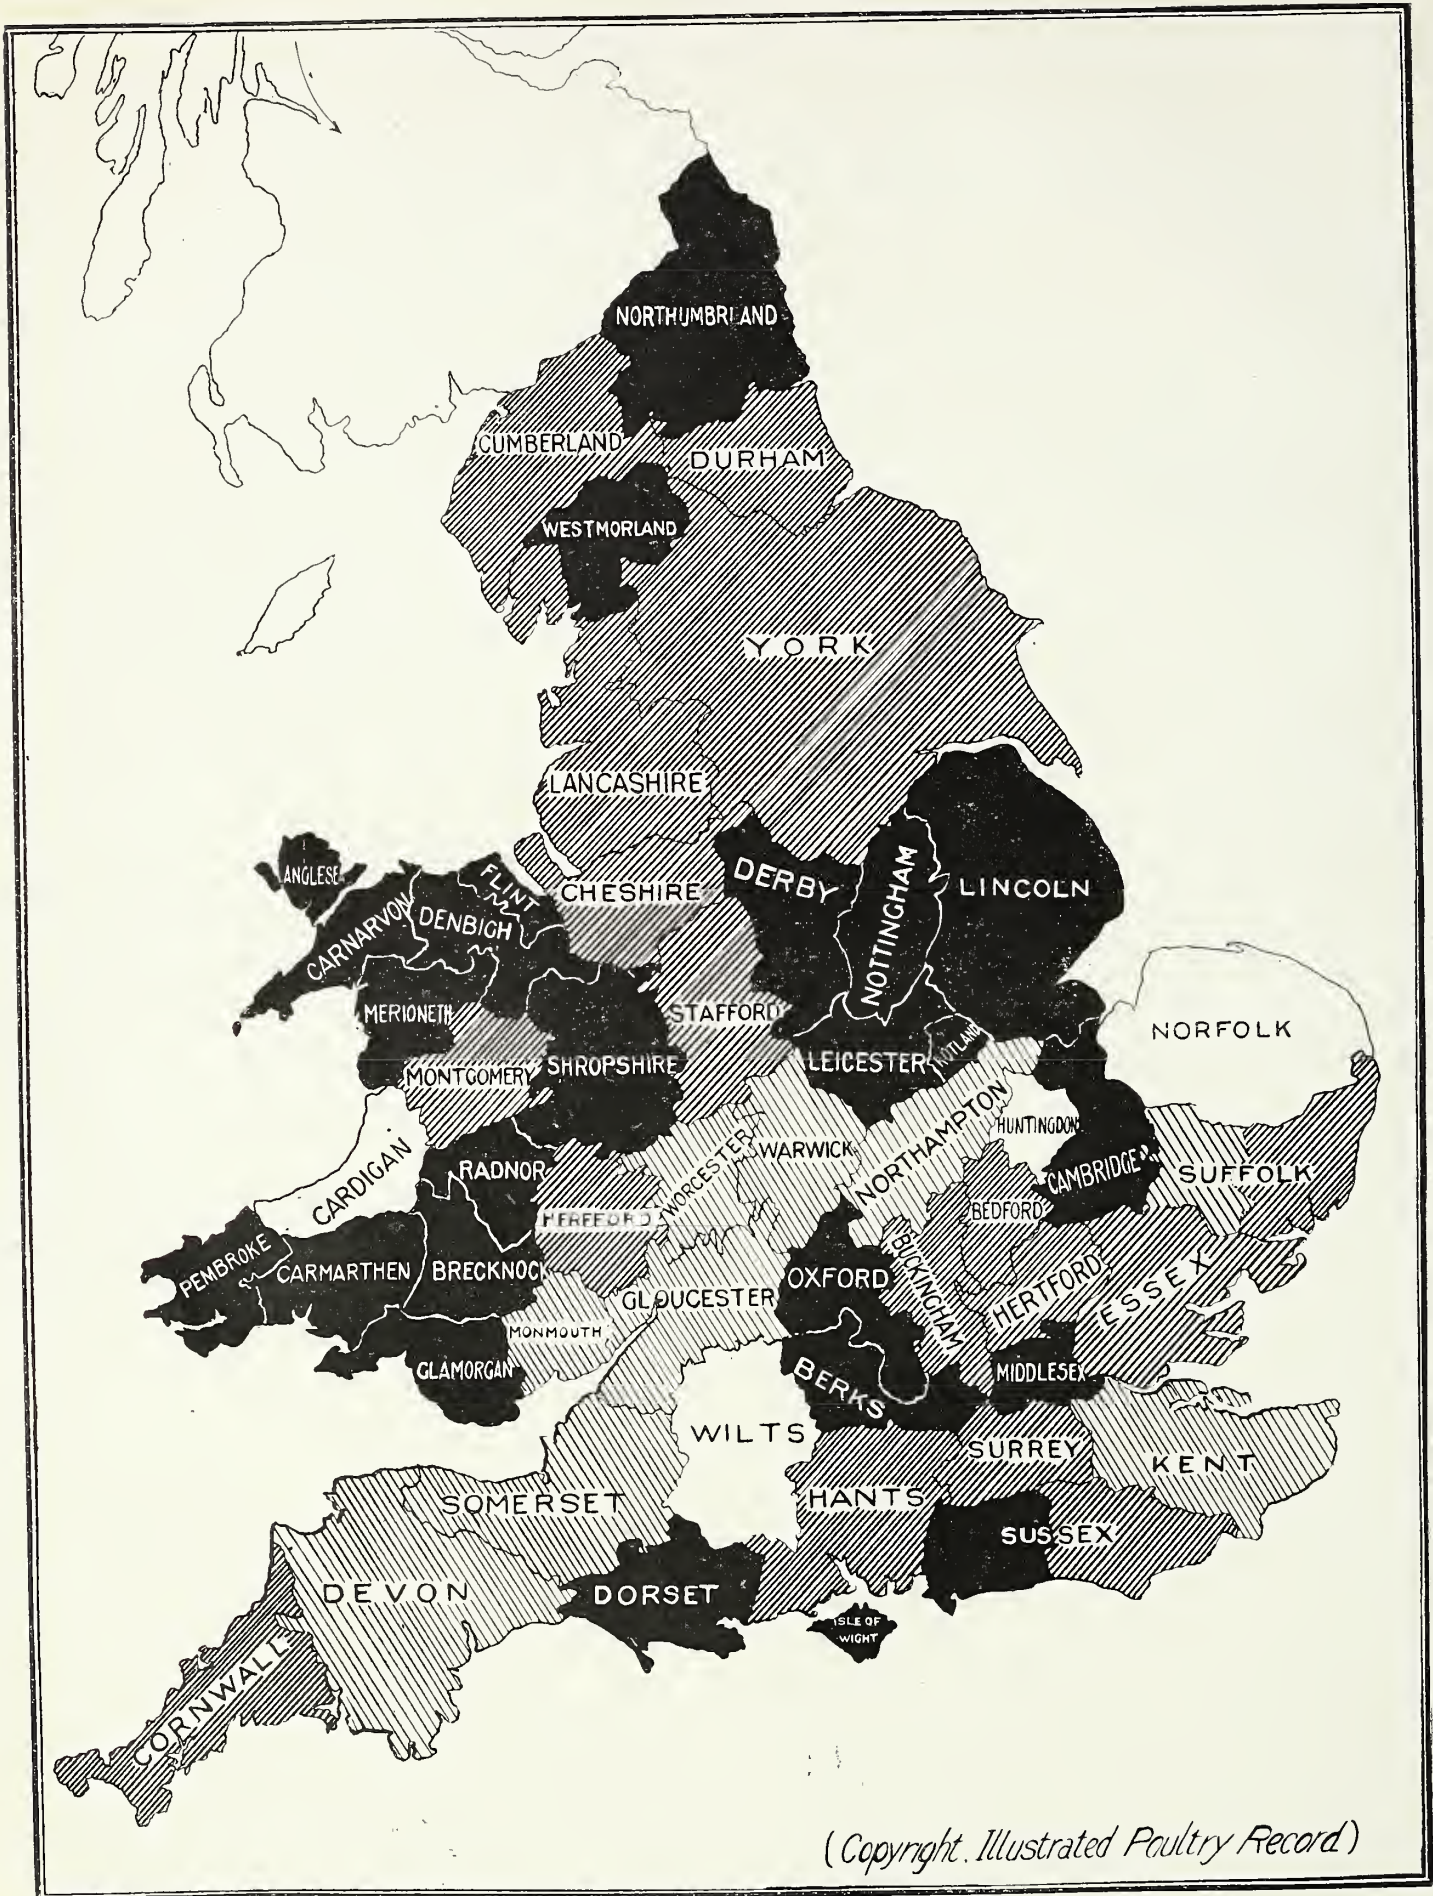 NORTHUMBRLAND
CUMBERLAND
DURHAM
WESTMORLAND
YORK
LANCASHIRE
ANGLESE
FLINT
CHESHIRE
DERBY
NOTTINGHAM
LINCOLN
CARNARVON
DENBIGH
MERIONETH
STAFFORD
NORFOLK
MONTGOMERY
SHROPSHIRE
LEICESTER
RUTLAND
HUNTINGDON
CARDIGAN
RADNOR
WORCESTER
WARWICK
NORTHAMPTON
CAMBRIDGE
SUFFOLK
HEREFORD
BEDFORD
PEMBROKE
CARMARTHEN
BRECKNOCK
GLOUCESTER
OXFORD
BUCKINGHAM
HERTFORD
ESSEX
MONMOUTH
GLAMORGAN
BERKS
MIDDLESEX
WILTS
SURREY
KENT
SOMERSET
HANTS
SUSSEX
DEVON
DORSET
ISLE OF
WIGHT
CORNWALL
(Copyright. Illustrated Poultry Record)